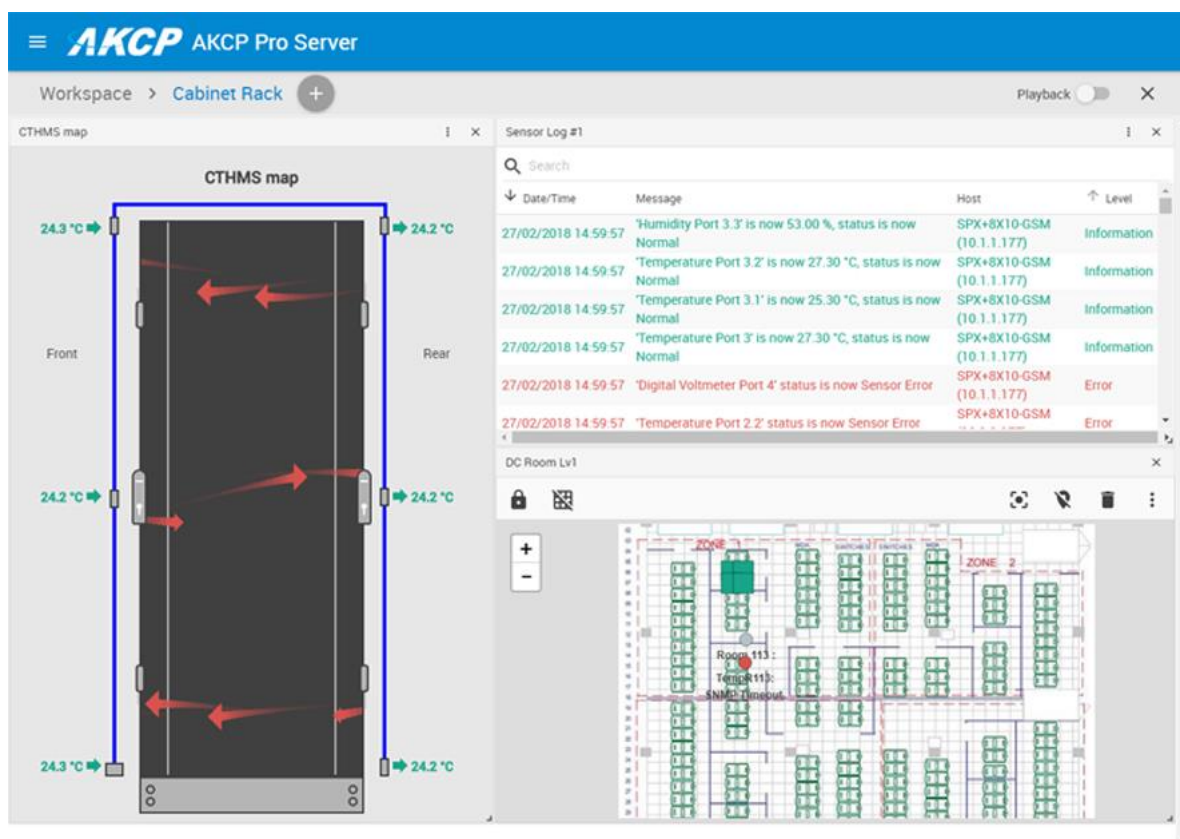 AKCP AKCP Pro Server
Workspace > Cabinet Rack +
Playback
CTHMS map
Sensor Log #1
CTHMS map
24.3 °C
24.2 °C
Front
Rear
24.2 °C
24.2 °C
24.3 °C
24.2 °C
Search
Date/Time Message Host Level
27/02/2018 14:59:57 'Humidity Port 3.3' is now 53.00 %, status is now Normal SPX+8X10-GSM (10.1.1.177) Information
27/02/2018 14:59:57 'Temperature Port 3.2' is now 27.30 °C, status is now Normal SPX+8X10-GSM (10.1.1.177) Information
27/02/2018 14:59:57 'Temperature Port 3.1' is now 25.30 °C, status is now Normal SPX+8X10-GSM (10.1.1.177) Information
27/02/2018 14:59:57 'Temperature Port 3' is now 27.30 °C, status is now Normal SPX+8X10-GSM (10.1.1.177) Information
27/02/2018 14:59:57 'Digital Voltmeter Port 4' status is now Sensor Error SPX+8X10-GSM (10.1.1.177) Error
27/02/2018 14:59:57 'Temperature Port 2.2' status is now Sensor Error SPX+8X10-GSM Error
DC Room Lv1
+
-
ZONE 1
MDA SWITCHES SWITCHES MDA
ZONE 2
Room 113 :
TempR113:
SNMP Timeout